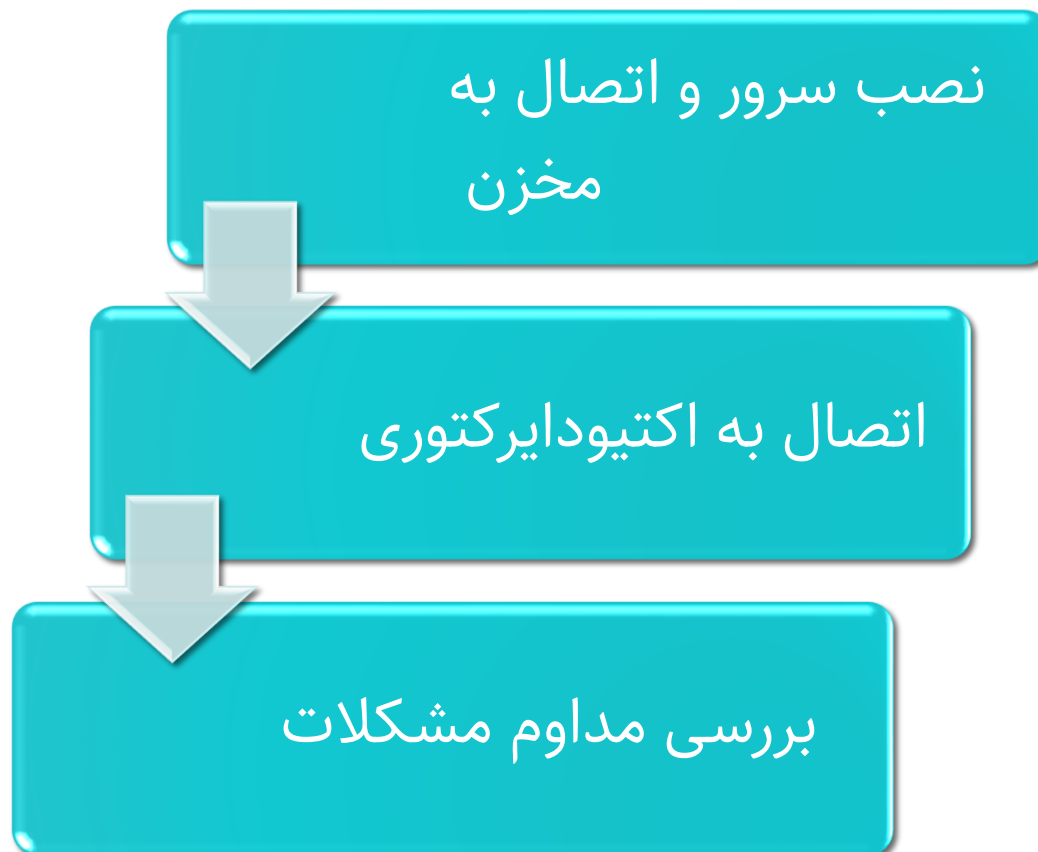 نصب سرور و اتصال به
مخزن
اتصال به اکتیودایرکتوری
بررسی مداوم مشکلات